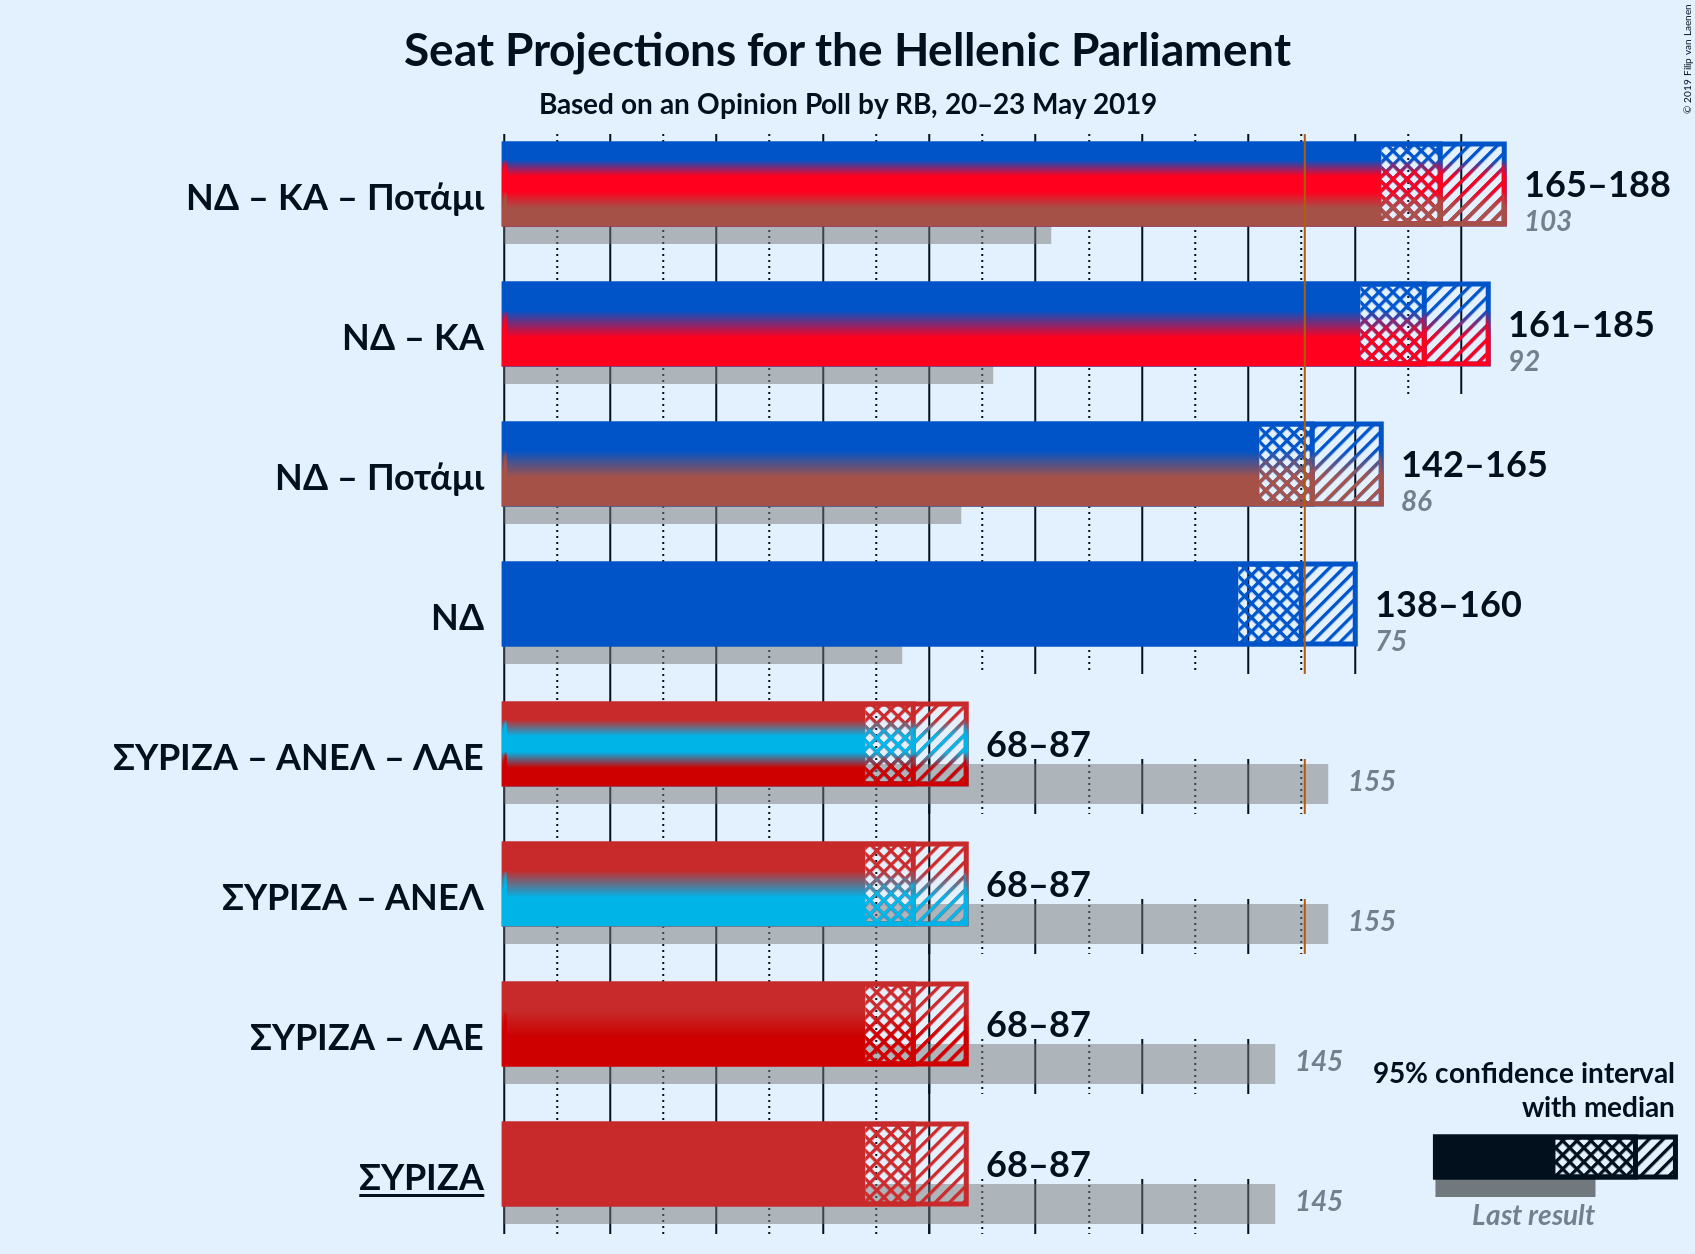 Seat Projections for the Hellenic Parliament
Based on an Opinion Poll by RB, 20–23 May 2019
© 2019 Filip van Laenen
ΝΔ – ΚΑ – Ποτάμι
165–188
103
ΝΔ – ΚΑ
161–185
92
ΝΔ – Ποτάμι
142–165
86
ΝΔ
138–160
75
ΣΥΡΙΖΑ – ΑΝΕΛ – ΛΑΕ
68–87
155
ΣΥΡΙΖΑ – ΑΝΕΛ
68–87
155
ΣΥΡΙΖΑ – ΛΑΕ
68–87
145
ΣΥΡΙΖΑ
68–87
145
95% confidence interval
with median
Last result